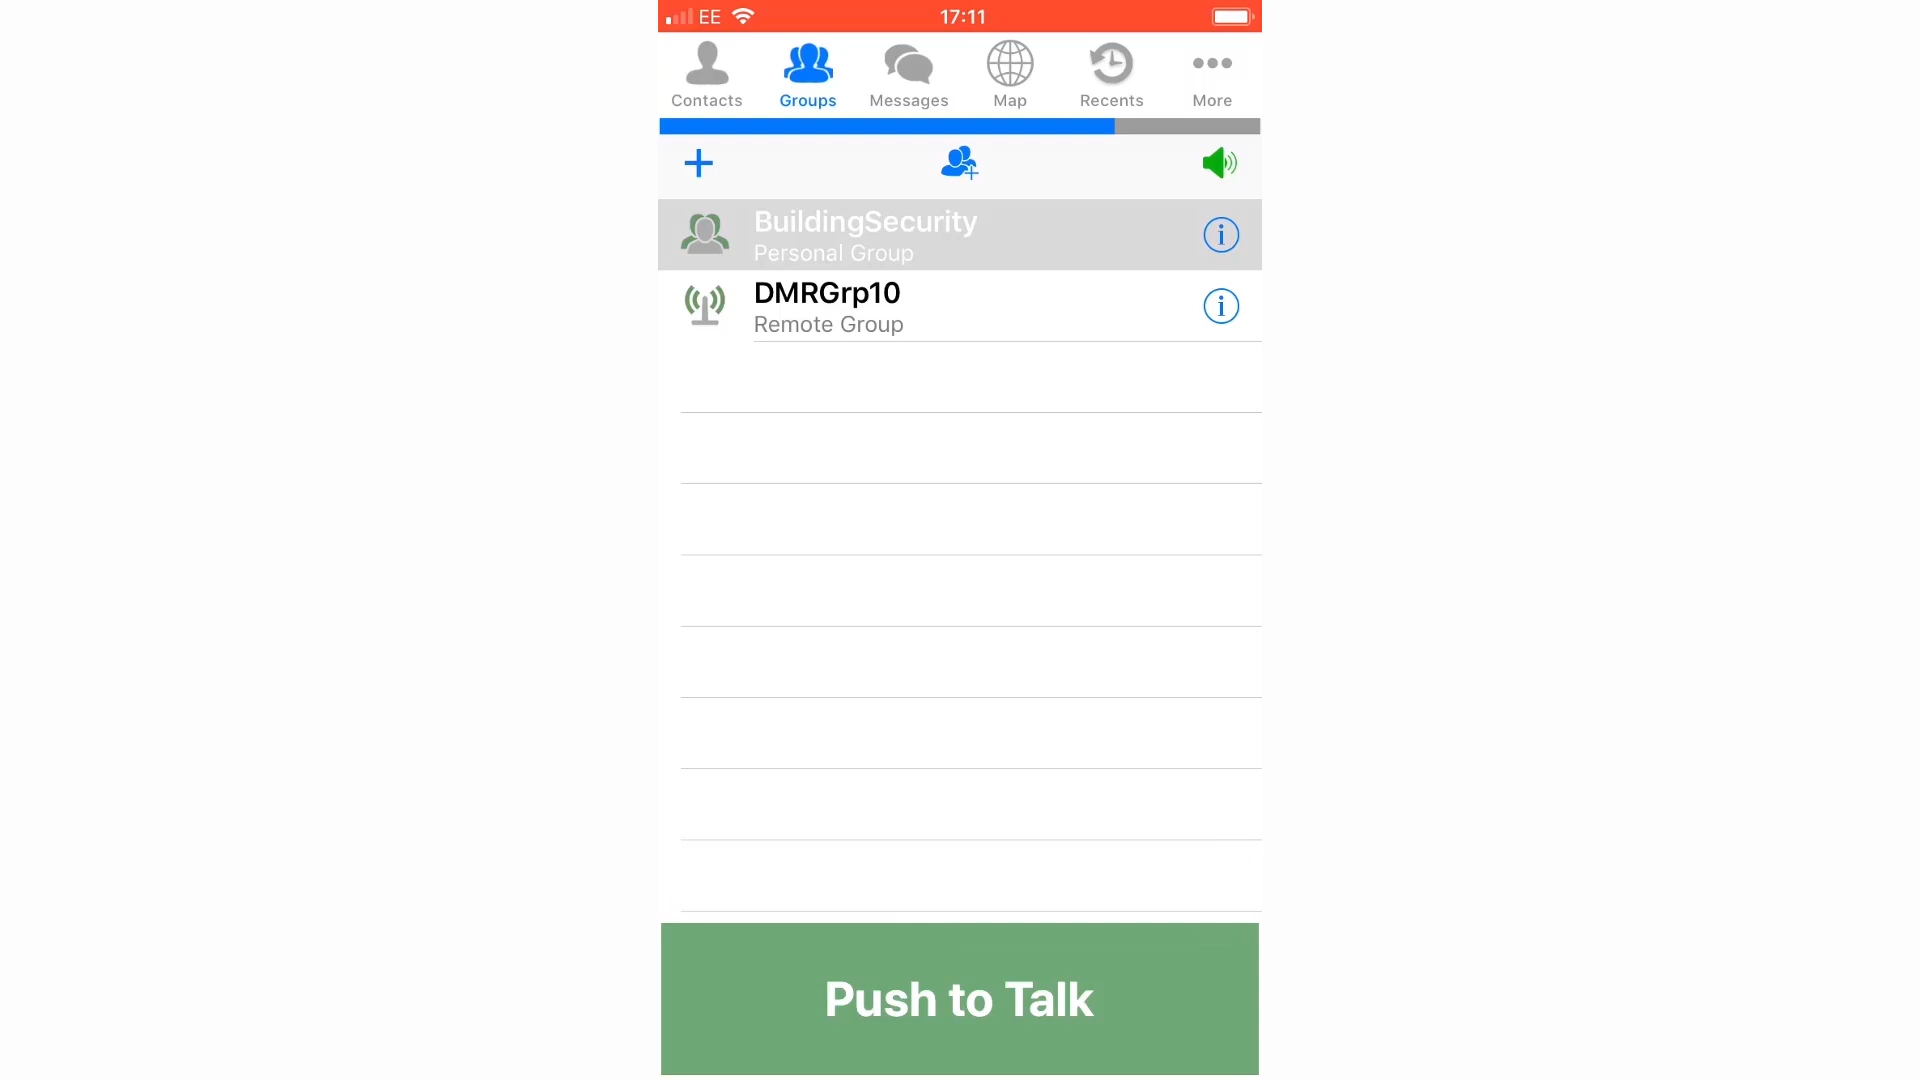 EE 17:11
Contacts Groups Messages Map Recents More
BuildingSecurity
Personal Group
DMRGrp10
Remote Group
Push to Talk